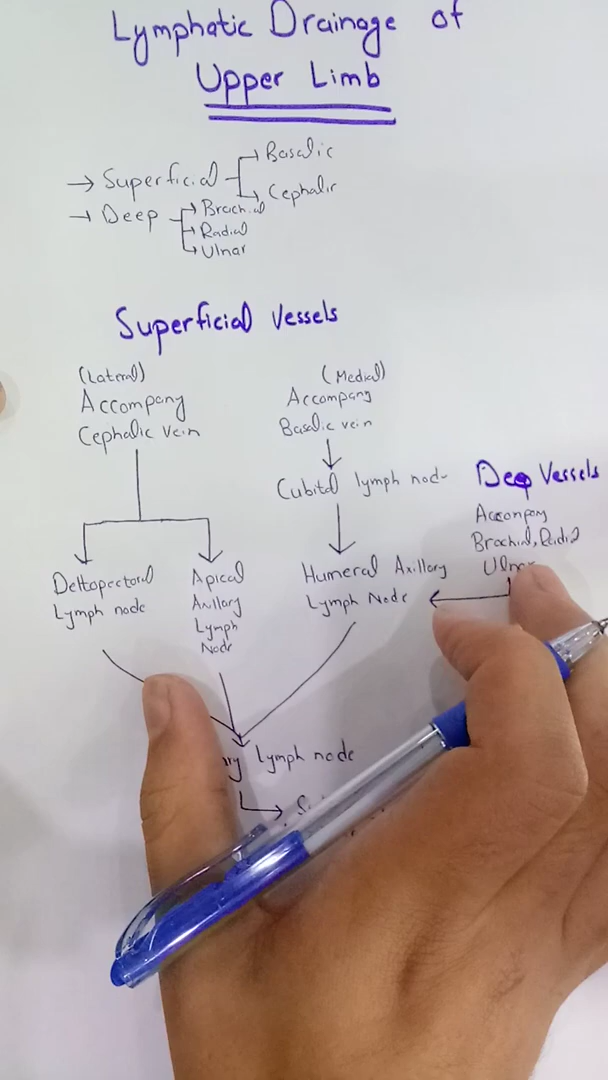 Lymphatic Drainage of
Upper Limb
→ Superficial
Basalic
Cephalic
→ Deep
Brachial
Radial
Ulnar
Superficial Vessels
(Lateral)
Accompany
Cephalic Vein
(Medial)
Accompany
Basalic vein
Cubital lymph node
Deep Vessels
Accompany
Brachial, Radial
Deltopectoral
Lymph node
Apical
Axillary
Lymph
Node
Humeral Axillary
Lymph Node
Lymph node